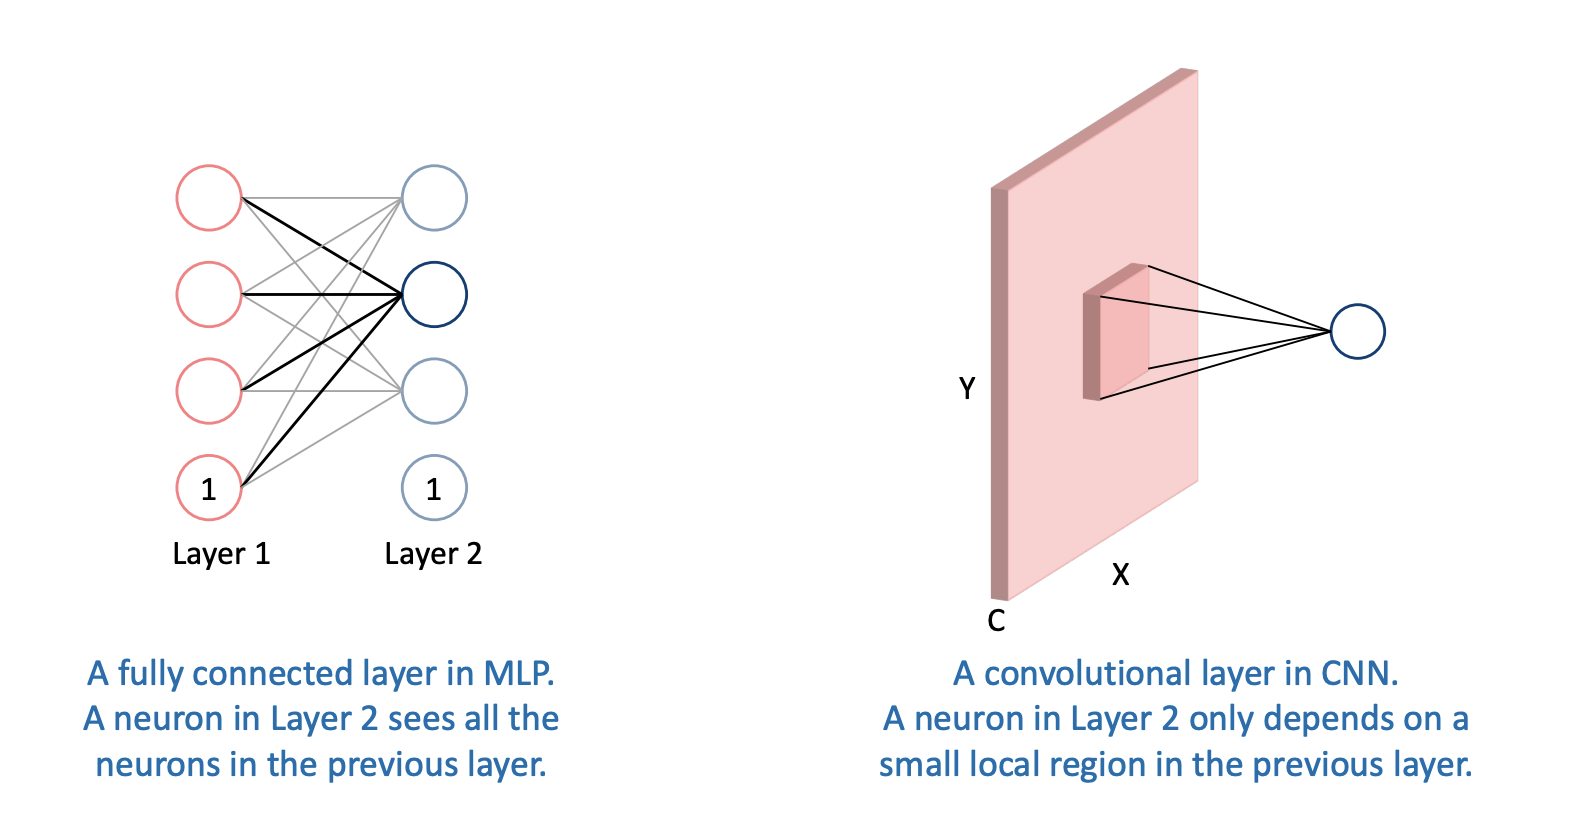 1
1
Layer 1
Layer 2
A fully connected layer in MLP.
A neuron in Layer 2 sees all the
neurons in the previous layer.
Y
X
C
A convolutional layer in CNN.
A neuron in Layer 2 only depends on a
small local region in the previous layer.